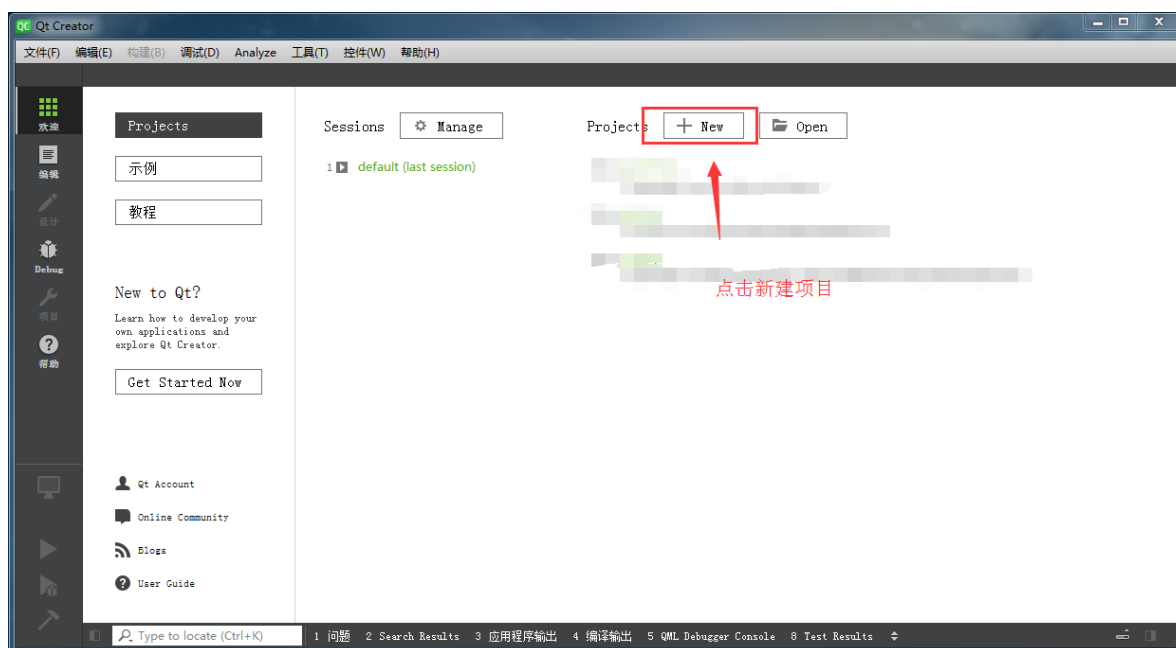 QC Qt Creator
文件(F) 编辑(E) 构建(B) 调试(D) Analyze 工具(T) 控件(W) 帮助(H)
欢迎
编辑
设计
Debug
项目
帮助
Projects
示例
教程
New to Qt?
Learn how to develop your
own applications and
explore Qt Creator.
Get Started Now
Qt Account
Online Community
Blogs
User Guide
Sessions Manage
1 default (last session)
Projects New Open
点击新建项目
Type to locate (Ctrl+K) 1 问题 2 Search Results 3 应用程序输出 4 编译输出 5 QML Debugger Console 8 Test Results